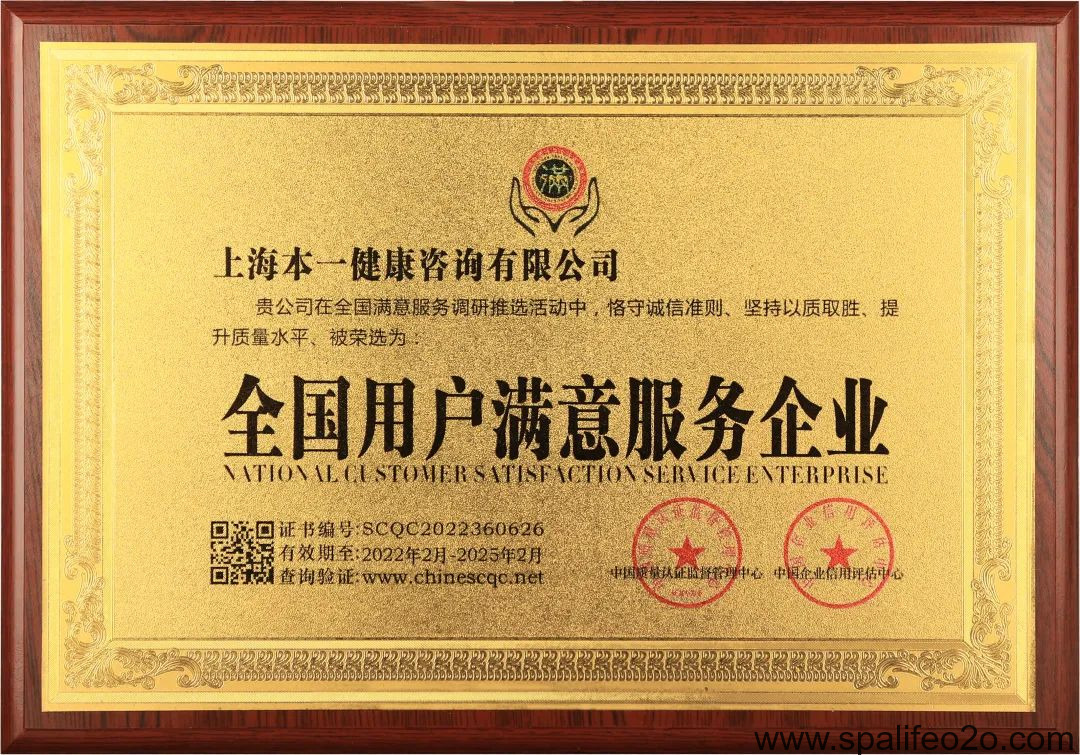 满
上海本一健康咨询有限公司
贵公司在全国满意服务调研推选活动中，恪守诚信准则、坚持以质取胜、提
升质量水平、被荣选为：
全国用户满意服务企业
NATIONAL CUSTOMER SATISFACTION SERVICE ENTERPRISE
证书编号:SCQC2022360626
有效期至:2022年2月-2025年2月
查询验证:www.chinescqc.net
中国质量认证监督管理中心 中国企业信用评估中心
www.spalifeo2o.com